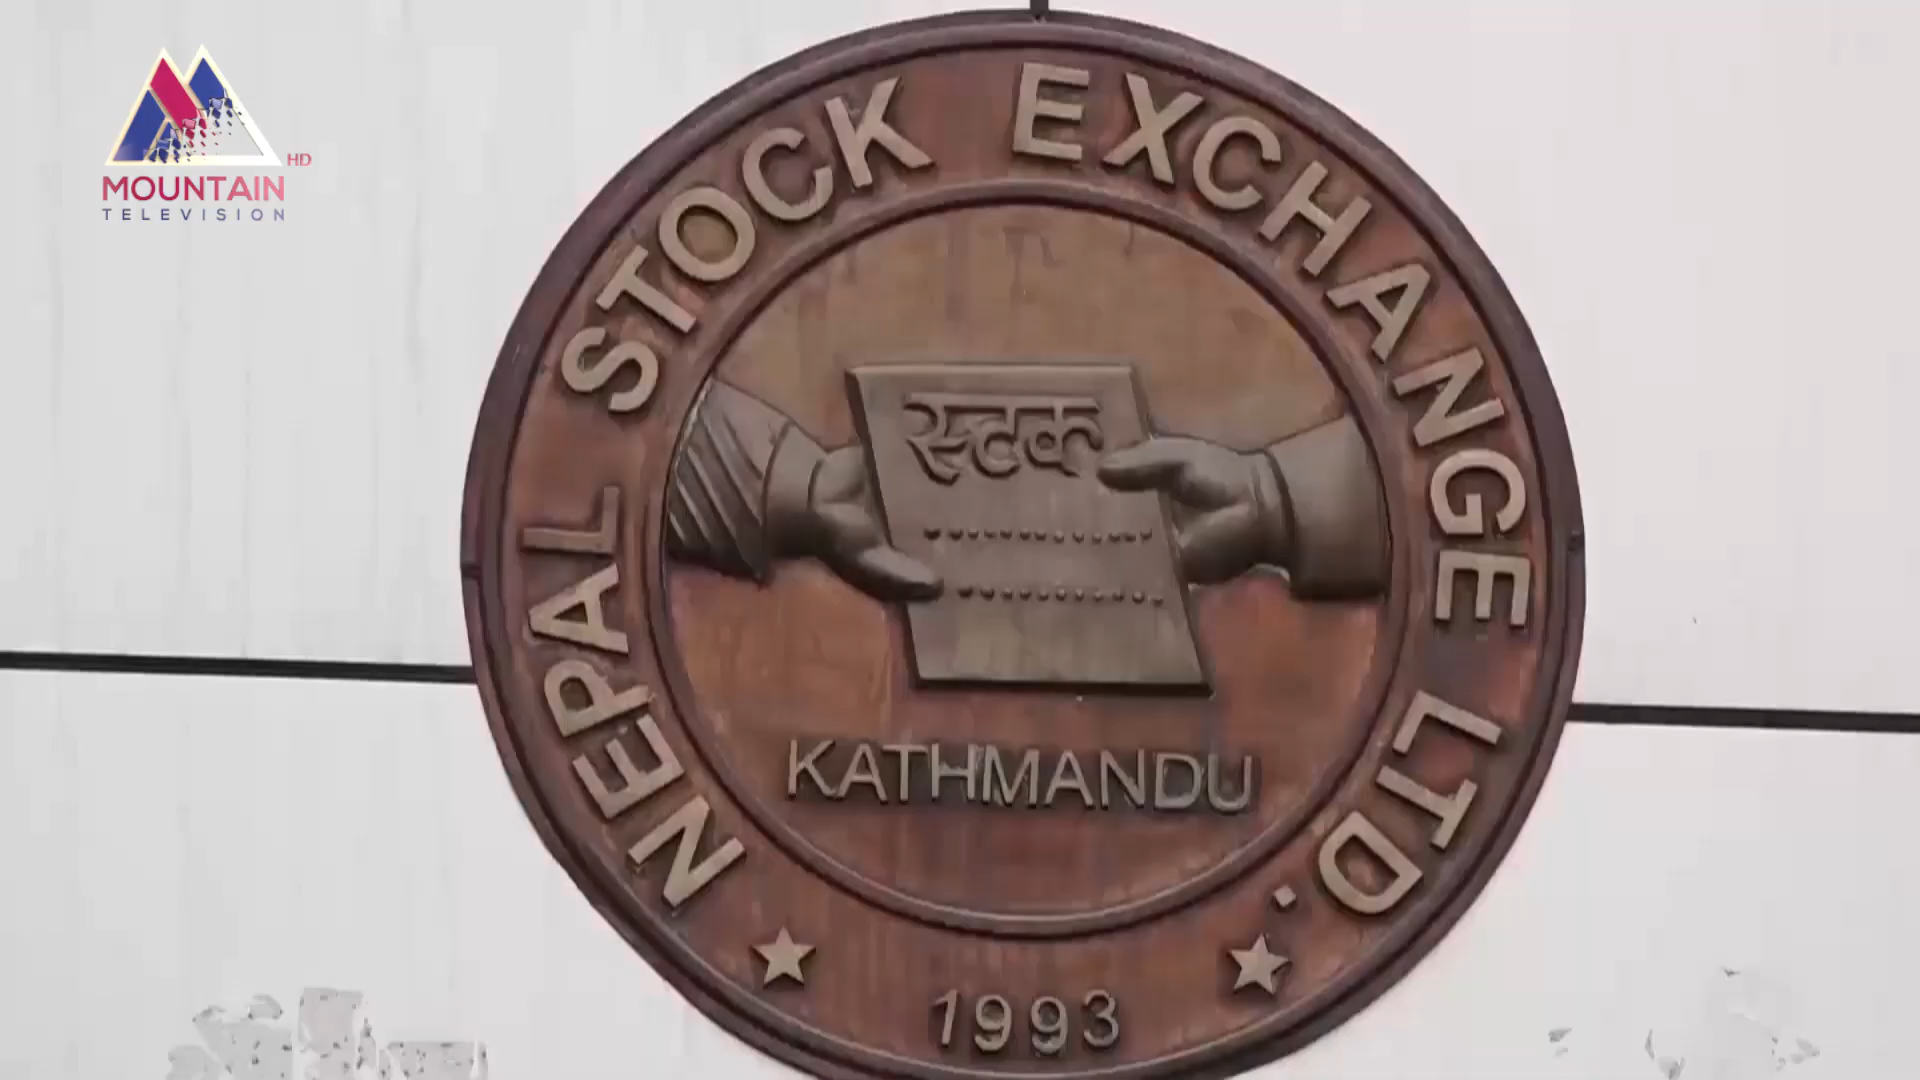 MOUNTAIN HD
TELEVISION
NEPAL STOCK EXCHANGE LTD.
स्टक
KATHMANDU
1993